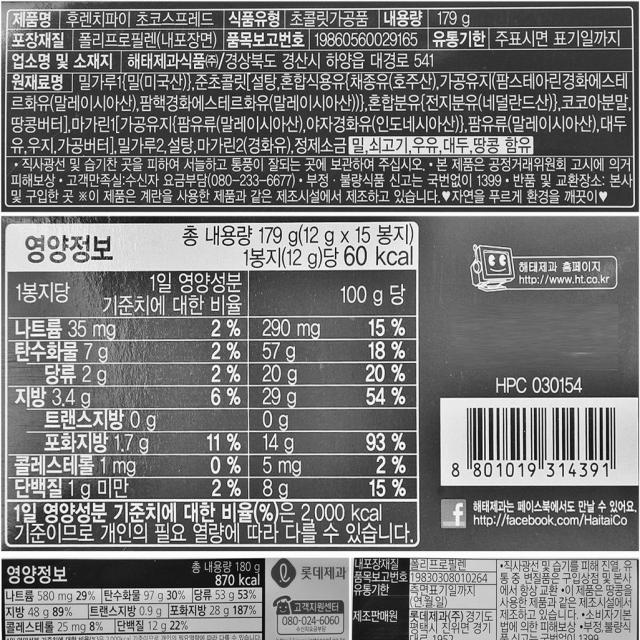 제품명 후렌치파이 초코스프레드 식품유형 초콜릿가공품 내용량 179 g
포장재질 폴리프로필렌(내포장면) 품목보고번호 19860560029165 유통기한 주표시면 표기일까지
업소명 및 소재지 해태제과식품㈜/경상북도 경산시 하양읍 대경로 541
원재료명 밀가루1{밀(미국산)},준초콜릿[설탕,혼합식용유{채종유(호주산),가공유지(팜스테아린경화에스테
르화유(말레이시아산),팜핵경화에스테르화유(말레이시아산)},혼합분유{전지분유(네덜란드산)},코코아분말,
땅콩버터],마가린1[가공유지{팜유류(말레이시아산),야자경화유(인도네시아산)},팜유류(말레이시아산),대두
유,우지,가공버터],밀가루2,설탕,마가린2(경화유),정제소금 밀,쇠고기,우유,대두,땅콩 함유
• 직사광선 및 습기찬 곳을 피하여 서늘하고 통풍이 잘되는 곳에 보관하여 주십시오. • 본 제품은 공정거래위원회 고시에 의거
피해보상 • 고객만족실:수신자 요금부담(080-233-6677) • 부정 · 불량식품 신고는 국번없이 1399 • 반품 및 교환장소: 본사
및 구입한 곳 ※이 제품은 계란을 사용한 제품과 같은 제조시설에서 제조하고 있습니다. ♥자연을 푸르게 환경을 깨끗이♥
영양정보
총 내용량 179 g(12 g x 15 봉지)
1봉지(12 g)당 60 kcal
1봉지당 1일 영양성분 기준치에 대한 비율 100 g 당
나트륨 35 mg 2 % 290 mg 15 %
탄수화물 7 g 2 % 57 g 18 %
당류 2 g 2 % 20 g 20 %
지방 3.4 g 6 % 29 g 54 %
트랜스지방 0 g 0 g
포화지방 1.7 g 11 % 14 g 93 %
콜레스테롤 1 mg 0 % 5 mg 2 %
단백질 1 g 미만 2 % 8 g 15 %
1일 영양성분 기준치에 대한 비율(%)은 2,000 kcal
기준이므로 개인의 필요 열량에 따라 다를 수 있습니다.
해태제과 홈페이지
http://www.ht.co.kr
HPC 030154
8 801019 314391
해태제과는 페이스북에서도 만날 수 있어요.
http://facebook.com/HaitaiCo
영양정보
총 내용량 180 g
870 kcal
나트륨 580 mg 29% 탄수화물 97 g 30% 당류 53 g 53%
지방 48 g 89% 트랜스지방 0.9 g 포화지방 28 g 187%
콜레스테롤 25 mg 8% 단백질 12 g 22%
롯데제과
고객지원센터
080-024-6060
수신자요금부담
내포장재질 폴리프로필렌
품목보고번호 19830308010264
유통기한 측면표기일까지
(연.월.일)
제조판매원 롯데제과(주) 경기도
•직사광선 및 습기를 피해 진열, 유
통 중 변질품은 구입상점 및 본사
에서 항상 교환 •이 제품은 땅콩을
사용한 제품과 같은 제조시설에서
제조하고 있습니다. •소비자기본
법에 의한 피해보상 •부정,불량식